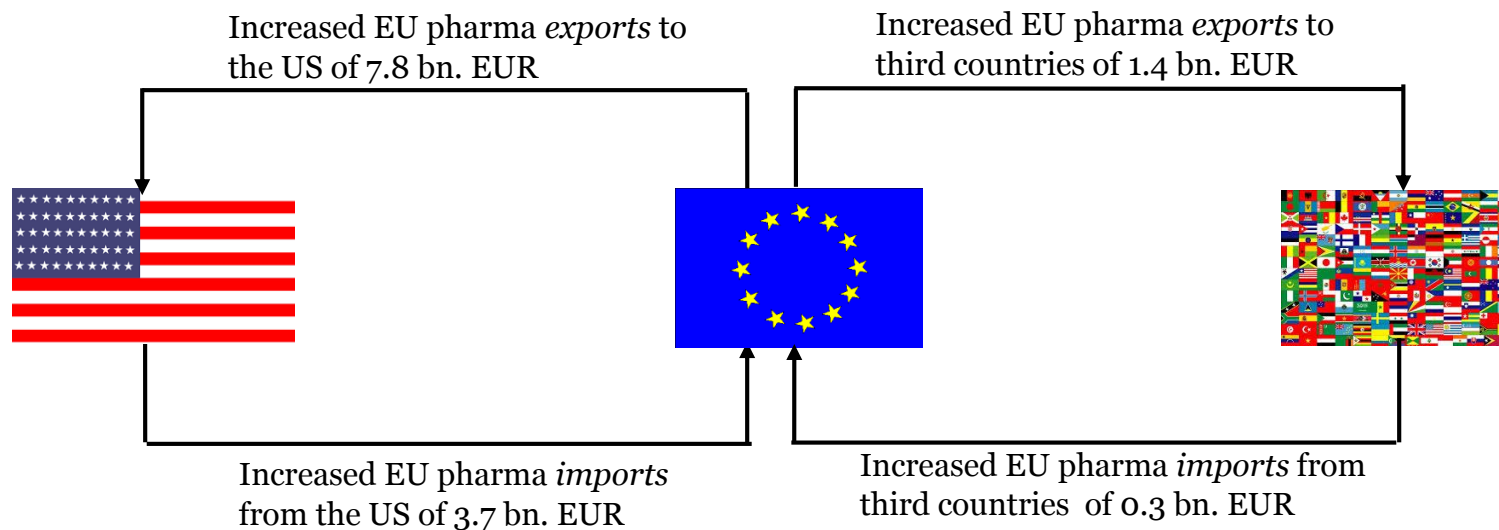 Increased EU pharma exports to
the US of 7.8 bn. EUR
Increased EU pharma exports to
third countries of 1.4 bn. EUR
Increased EU pharma imports
from the US of 3.7 bn. EUR
Increased EU pharma imports from
third countries  of 0.3 bn. EUR